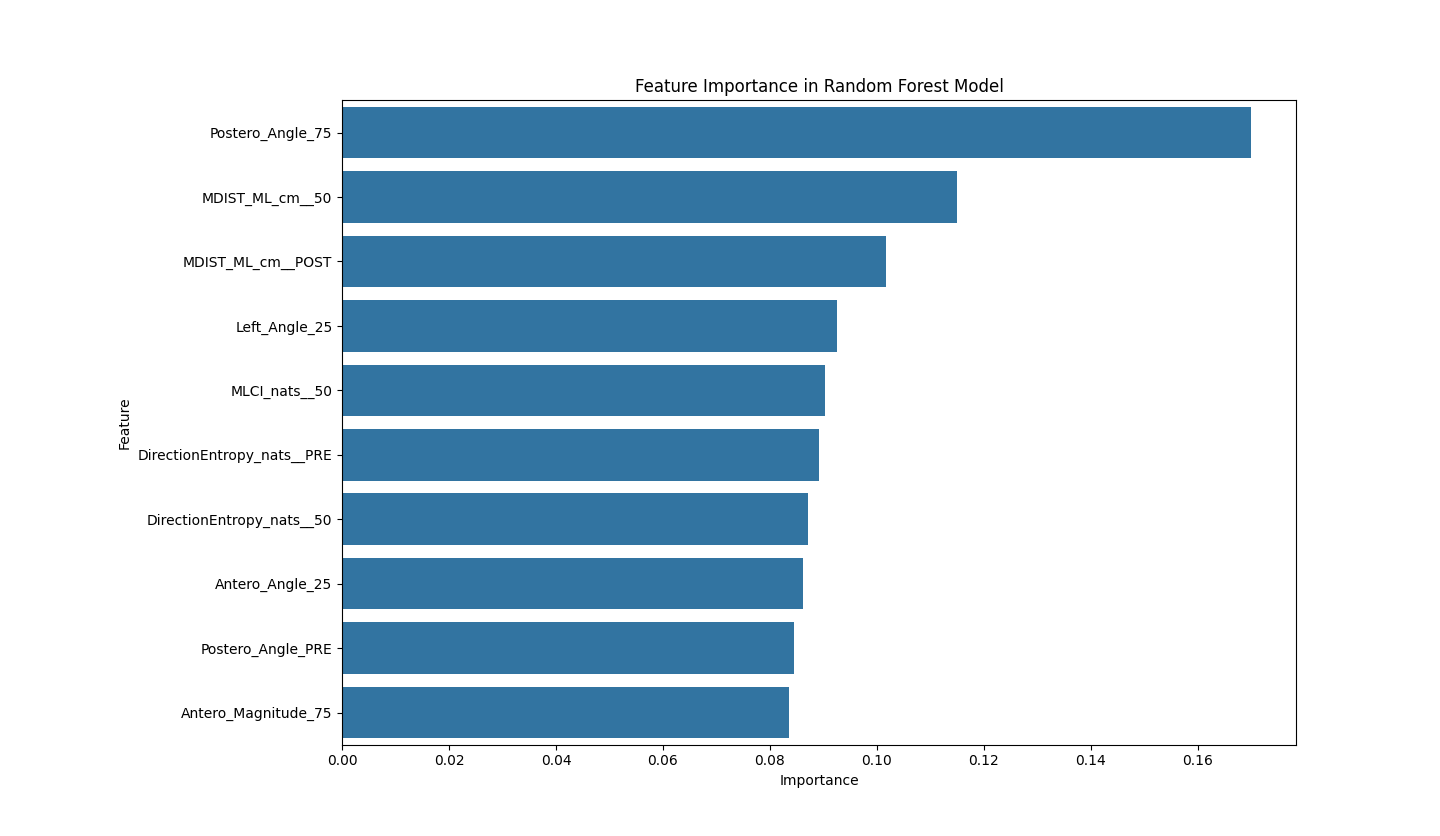 Feature Importance in Random Forest Model
Postero_Angle_75
MDIST_ML_cm__50
MDIST_ML_cm__POST
Left_Angle_25
MLCI_nats__50
DirectionEntropy_nats__PRE
DirectionEntropy_nats__50
Antero_Angle_25
Postero_Angle_PRE
Antero_Magnitude_75
Feature
0.00 0.02 0.04 0.06 0.08 0.10 0.12 0.14 0.16
Importance